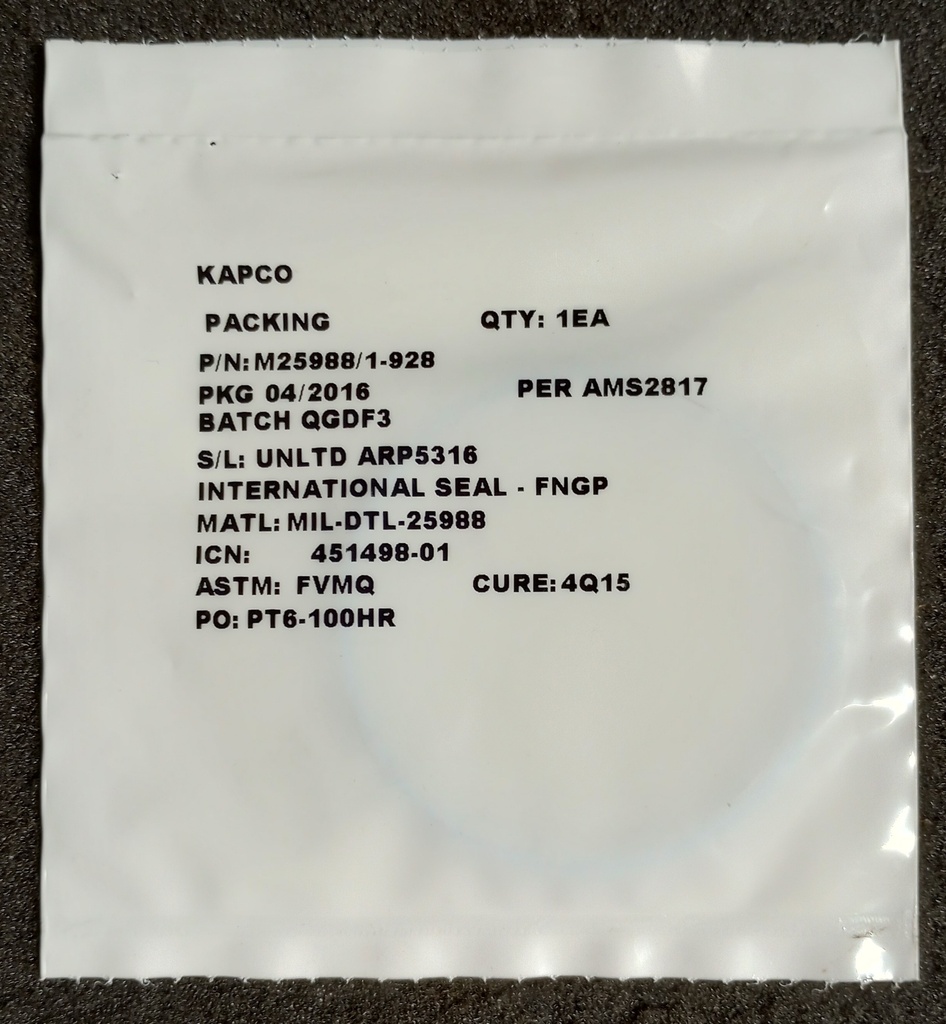 KAPCO
PACKING QTY: 1EA
P/N: M25988/1-928
PKG 04/2016 PER AMS2817
BATCH QGDF3
S/L: UNLTD ARP5316
INTERNATIONAL SEAL - FNGP
MATL: MIL-DTL-25988
ICN: 451498-01
ASTM: FVMQ CURE: 4Q15
PO: PT6-100HR